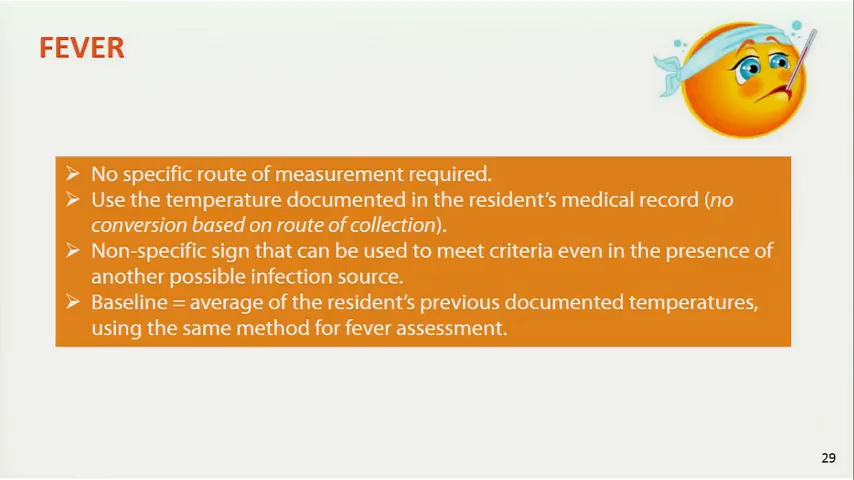 FEVER
➢ No specific route of measurement required.
➢ Use the temperature documented in the resident's medical record (no
conversion based on route of collection).
➢ Non-specific sign that can be used to meet criteria even in the presence of
another possible infection source.
➢ Baseline = average of the resident's previous documented temperatures,
using the same method for fever assessment.
29